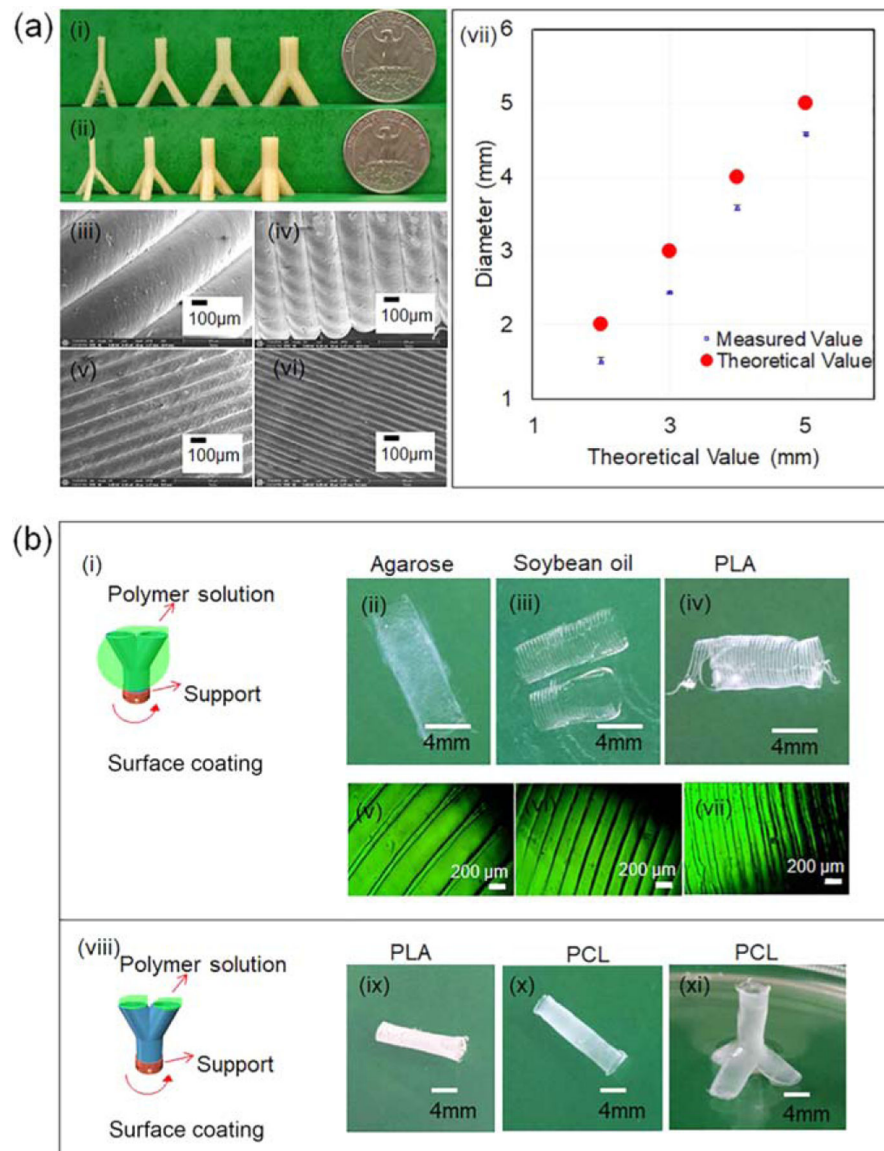 (a)
(i)
(ii)
(iii)
100µm
(iv)
100µm
(v)
100µm
(vi)
100µm
(vii)
6
5
4
3
2
1
Diameter (mm)
Measured Value
Theoretical Value
1 3 5
Theoretical Value (mm)
(b)
(i)
Polymer solution
Support
Surface coating
Agarose Soybean oil PLA
(ii)
4mm
(iii)
4mm
(iv)
4mm
(v)
200 µm
(vi)
200 µm
(vii)
200 µm
(viii)
Polymer solution
Support
Surface coating
PLA PCL PCL
(ix)
4mm
(x)
4mm
(xi)
4mm